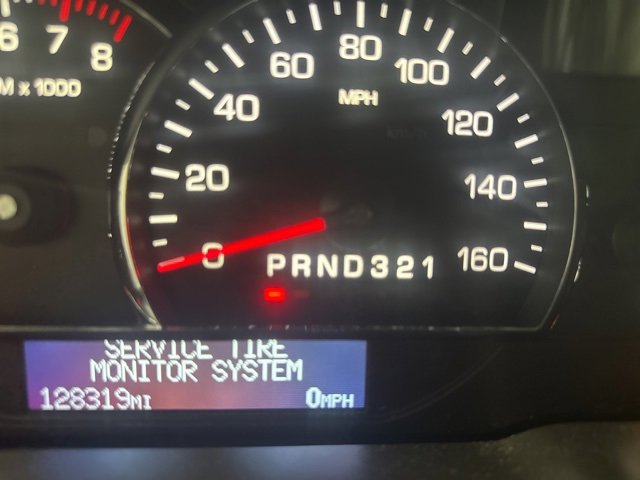 6 7 8
M x 1000
0 20 40 60 80 100 120 140 160
MPH
PRND321
SERVICE TIRE
MONITOR SYSTEM
128319MI 0MPH